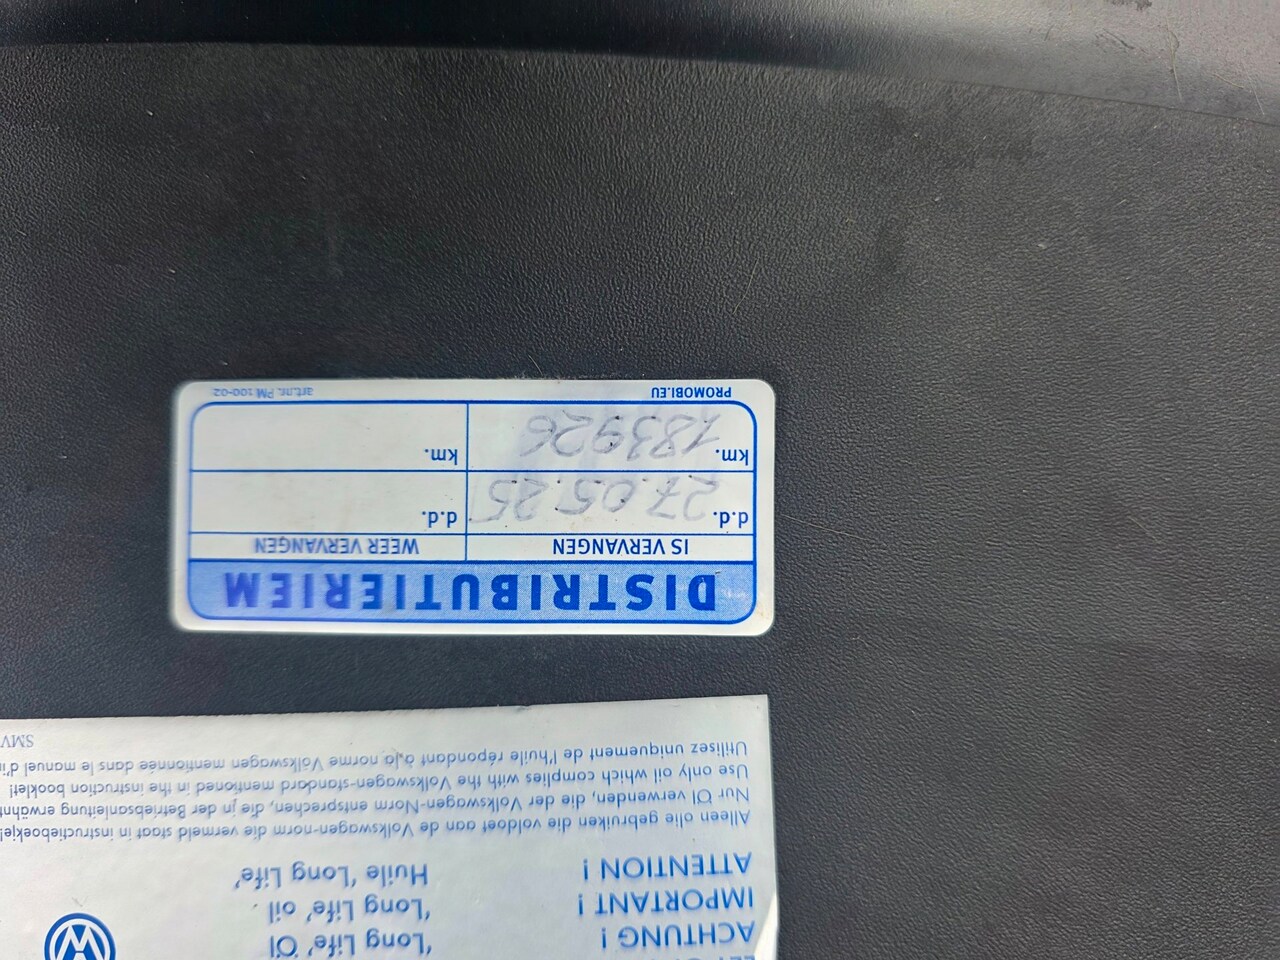 LET OP !
ACHTUNG ! 'Long Life' Öl
IMPORTANT ! 'Long Life' oil
ATTENTION ! Huile 'Long Life'
Alleen olie gebruiken die voldoet aan de Volkswagen-norm die vermeld staat in instructieboekje!
Nur Öl verwenden, die der Volkswagen-Norm entsprechen, die in der Betriebsanleitung erwähnt
Use only oil which complies with the Volkswagen-standard mentioned in the instruction booklet!
Utilisez uniquement de l'huile répondant à la norme Volkswagen mentionnée dans le manuel d'in
SMV
DISTRIBUTIERIEM
IS VERVANGEN WEER VERVANGEN
d.d. 27.05.25 d.d.
km. 183926 km.
PROMOBI.EU art.nr. PM 100-02